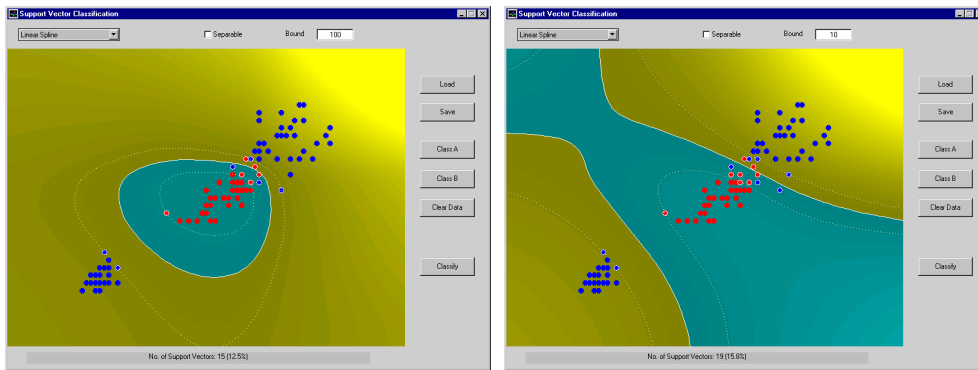 Support Vector Classification
Linear Spline
Separable
Bound
100
Load
Save
Class A
Class B
Clear Data
Classify
No. of Support Vectors: 15 (12.5%)
Support Vector Classification
Linear Spline
Separable
Bound
10
Load
Save
Class A
Class B
Clear Data
Classify
No. of Support Vectors: 19 (15.8%)